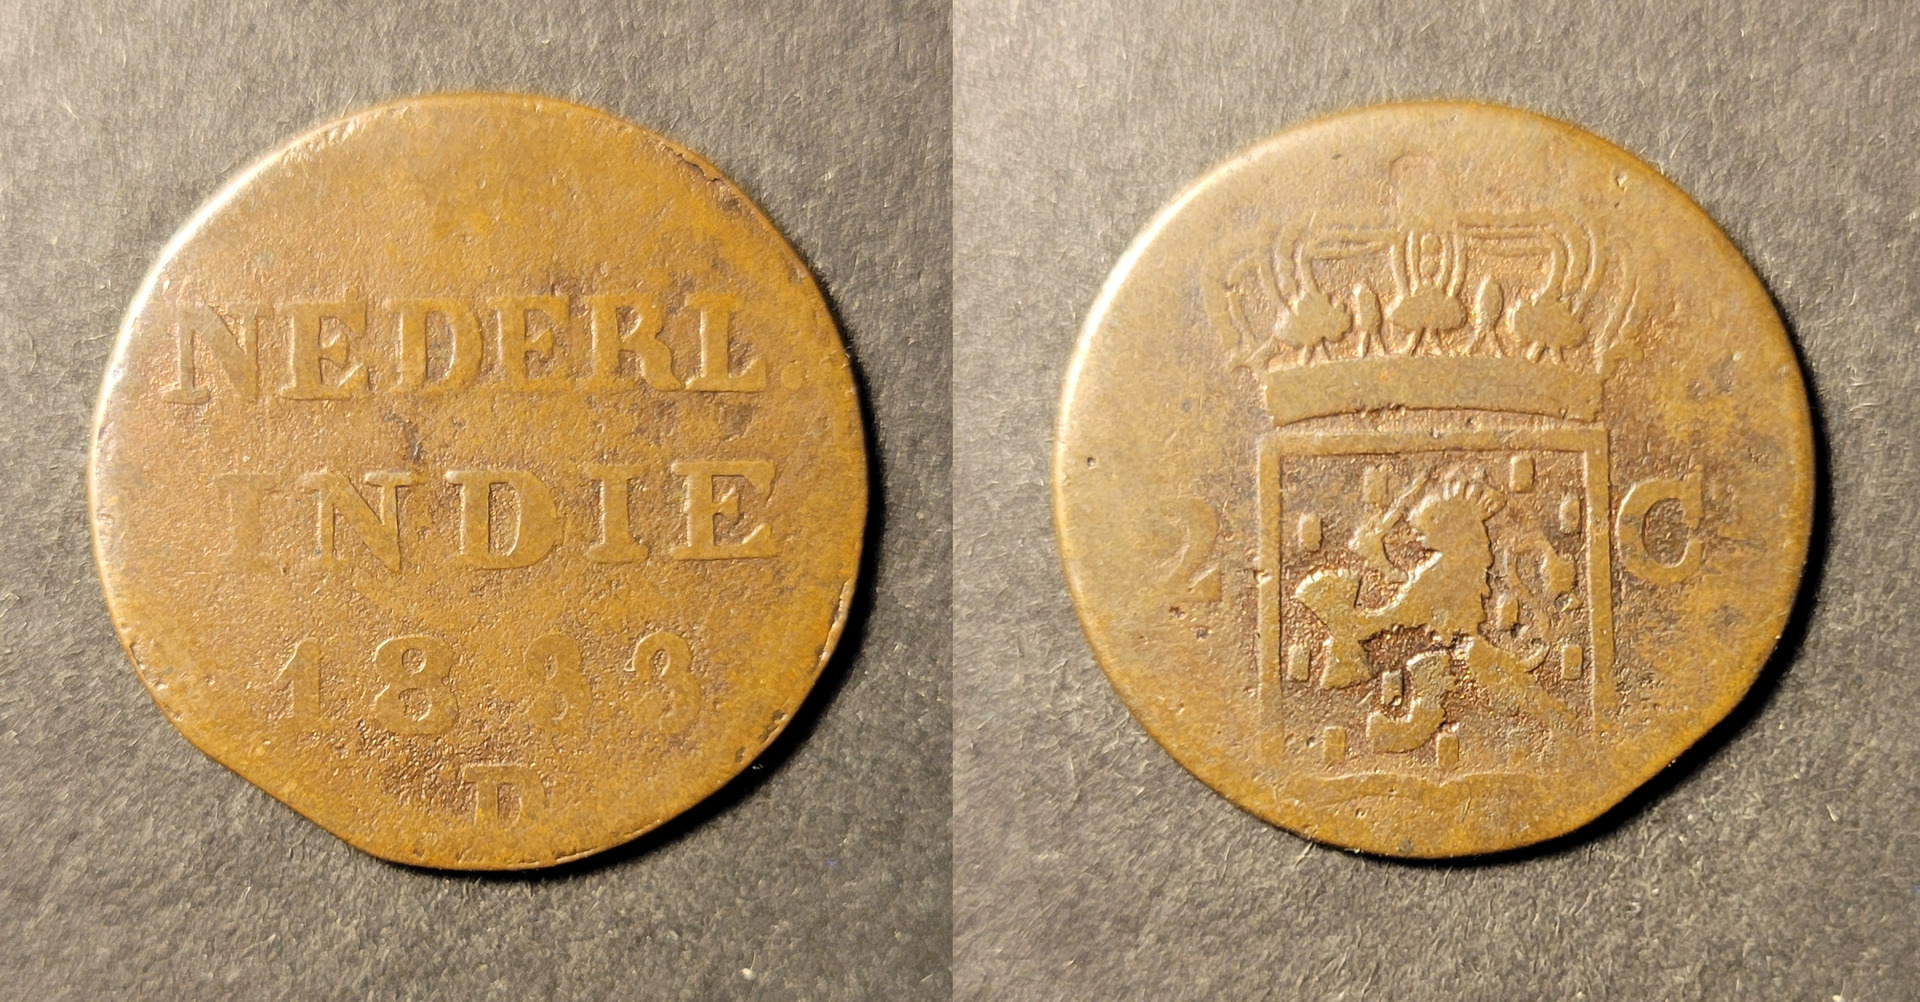 NEDERL.
INDIE
1833
D
2 C